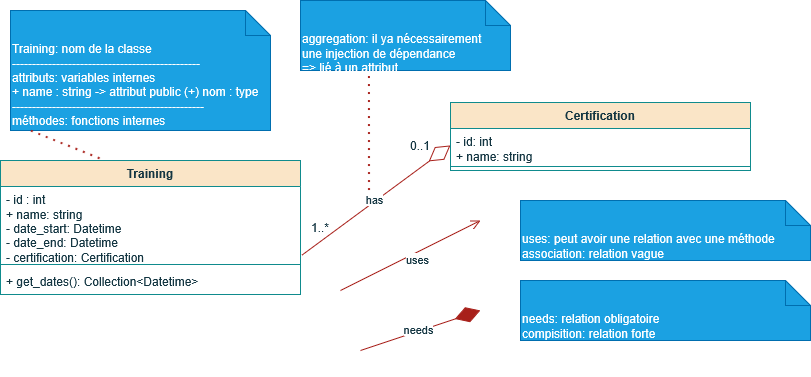 Training: nom de la classe
------------------------------------------------
attributs: variables internes
+ name : string -> attribut public (+) nom : type
-------------------------------------------------
méthodes: fonctions internes
aggregation: il ya nécessairement
une injection de dépendance
=> lié à un attribut
Certification
- id: int
+ name: string
0..1
Training
- id : int
+ name: string
- date_start: Datetime
- date_end: Datetime
- certification: Certification
+ get_dates(): Collection<Datetime>
has
1..*
uses
uses: peut avoir une relation avec une méthode
association: relation vague
needs
needs: relation obligatoire
compisition: relation forte